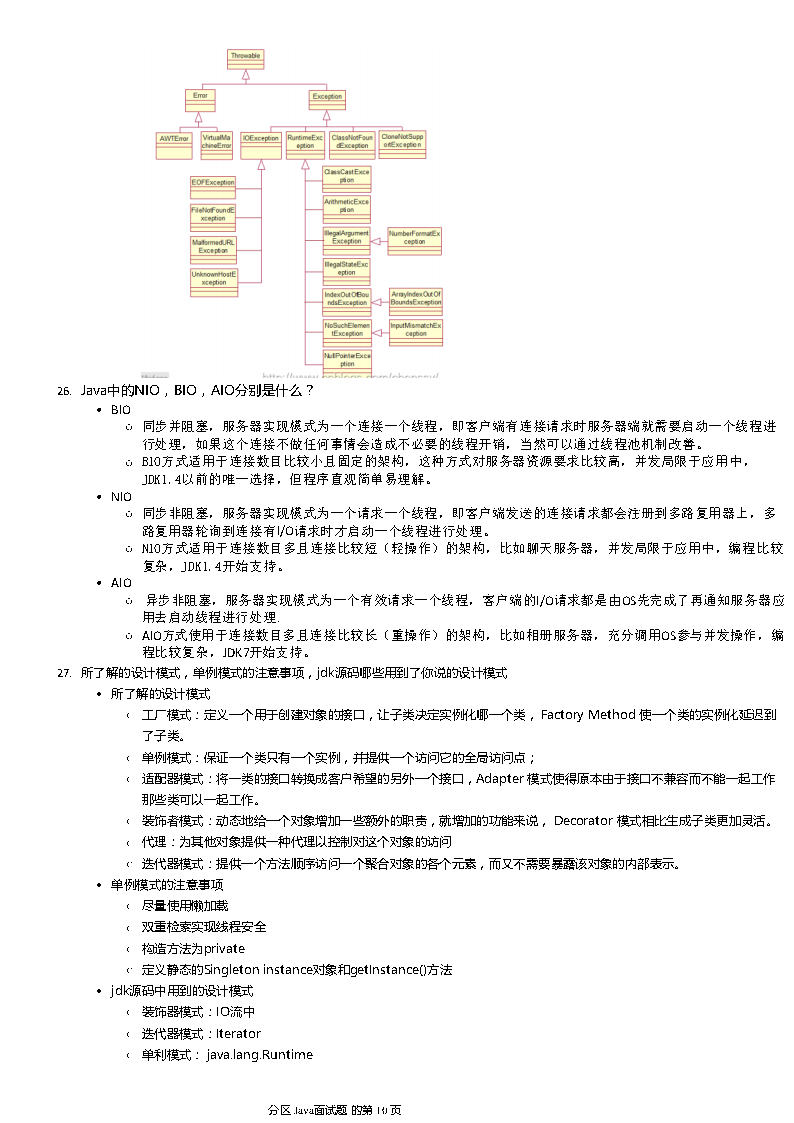 Throwable
Error
Exception
AWTError
VirtualMa
chineError
IOException
RuntimeExc
eption
ClassNotFoun
dException
CloneNotSupp
ortException
ClassCastExce
ption
EOFException
ArithmeticExce
ption
FileNotFoundE
xception
IllegalArgument
Exception
NumberFormatEx
ception
MalformedURL
Exception
IllegalStateExc
eption
UnknownHostE
xception
IndexOutOfBou
ndsException
ArrayIndexOutOf
BoundsException
NoSuchElemen
tException
InputMismatchEx
ception
NullPointerExce
ption
26. Java中的NIO，BIO，AIO分别是什么？
• BIO
○ 同步并阻塞，服务器实现模式为一个连接一个线程，即客户端有连接请求时服务器端就需要启动一个线程进
行处理，如果这个连接不做任何事情会造成不必要的线程开销，当然可以通过线程池机制改善。
○ BIO方式适用于连接数目比较小且固定的架构，这种方式对服务器资源要求比较高，并发局限于应用中，
JDK1.4以前的唯一选择，但程序直观简单易理解。
• NIO
○ 同步非阻塞，服务器实现模式为一个请求一个线程，即客户端发送的连接请求都会注册到多路复用器上，多
路复用器轮询到连接有I/O请求时才启动一个线程进行处理。
○ NIO方式适用于连接数目多且连接比较短（轻操作）的架构，比如聊天服务器，并发局限于应用中，编程比较
复杂，JDK1.4开始支持。
• AIO
○ 异步非阻塞，服务器实现模式为一个有效请求一个线程，客户端的I/O请求都是由OS先完成了再通知服务器应
用去启动线程进行处理.
○ AIO方式使用于连接数目多且连接比较长（重操作）的架构，比如相册服务器，充分调用OS参与并发操作，编
程比较复杂，JDK7开始支持。
27. 所了解的设计模式，单例模式的注意事项，jdk源码哪些用到了你说的设计模式
• 所了解的设计模式
○ 工厂模式：定义一个用于创建对象的接口，让子类决定实例化哪一个类， Factory Method 使一个类的实例化延迟到
了子类。
○ 单例模式：保证一个类只有一个实例，并提供一个访问它的全局访问点；
○ 适配器模式：将一类的接口转换成客户希望的另外一个接口，Adapter 模式使得原本由于接口不兼容而不能一起工作
那些类可以一起工作。
○ 装饰者模式：动态地给一个对象增加一些额外的职责，就增加的功能来说， Decorator 模式相比生成子类更加灵活。
○ 代理：为其他对象提供一种代理以控制对这个对象的访问
○ 迭代器模式：提供一个方法顺序访问一个聚合对象的各个元素，而又不需要暴露该对象的内部表示。
• 单例模式的注意事项
○ 尽量使用懒加载
○ 双重检索实现线程安全
○ 构造方法为private
○ 定义静态的Singleton instance对象和getInstance()方法
• jdk源码中用到的设计模式
○ 装饰器模式：IO流中
○ 迭代器模式：Iterator
○ 单利模式： java.lang.Runtime
分区 Java面试题 的第 10 页